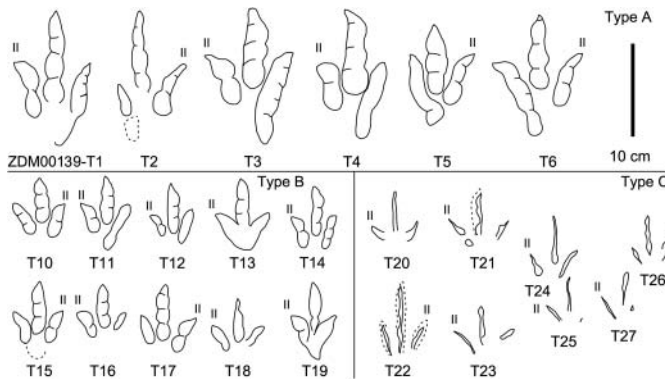 II II II II II II Type A
ZDM00139-T1 T2 T3 T4 T5 T6 10 cm
Type B Type C
II II II II II II II II
T10 T11 T12 T13 T14 T20 T21 T24 T26
II II II II II II II II II
T15 T16 T17 T18 T19 T22 T23 T25 T27